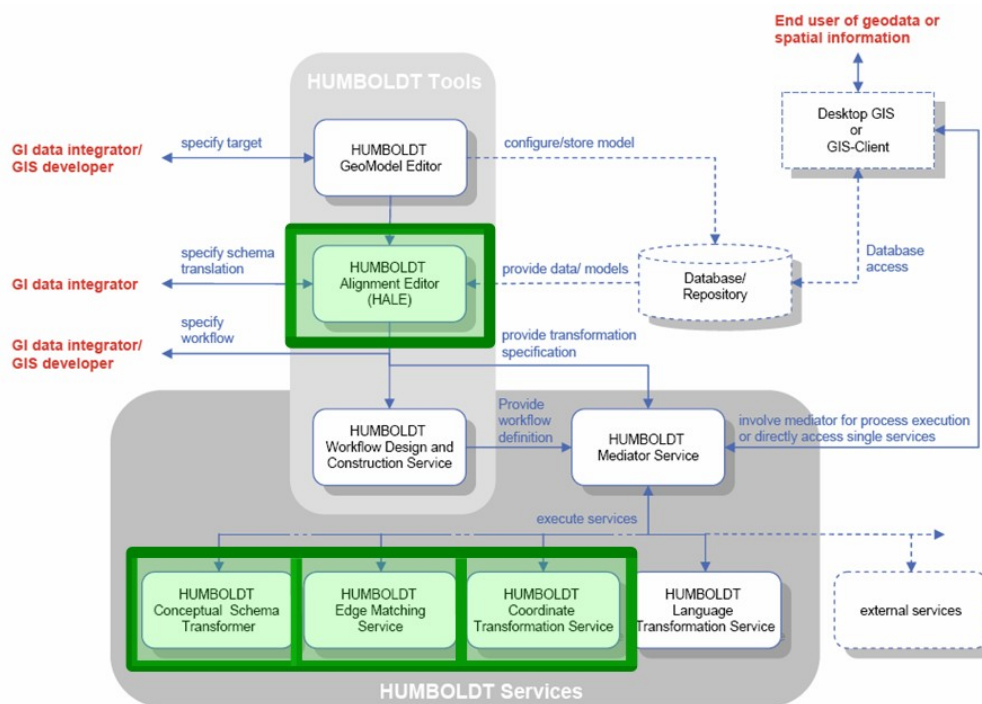 End user of geodata or
spatial information
HUMBOLDT Tools
Desktop GIS
or
GIS-Client
GI data integrator/
GIS developer
specify target
HUMBOLDT
GeoModel Editor
configure/store model
specify schema
translation
GI data integrator
HUMBOLDT
Alignment Editor
(HALE)
provide data/ models
Database/
Repository
Database
access
specify
workflow
GI data integrator/
GIS developer
provide transformation
specification
HUMBOLDT
Workflow Design and
Construction Service
Provide
workflow
definition
HUMBOLDT
Mediator Service
involve mediator for process execution
or directly access single services
execute services
HUMBOLDT
Conceptual Schema
Transformer
HUMBOLDT
Edge Matching
Service
HUMBOLDT
Coordinate
Transformation Service
HUMBOLDT
Language
Transformation Service
external services
HUMBOLDT Services